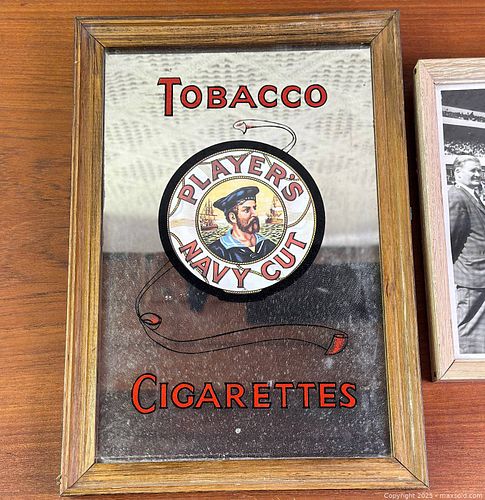 TOBACCO
PLAYER'S
NAVY CUT
CIGARETTES
Copyright © 2023 • maxsold.com